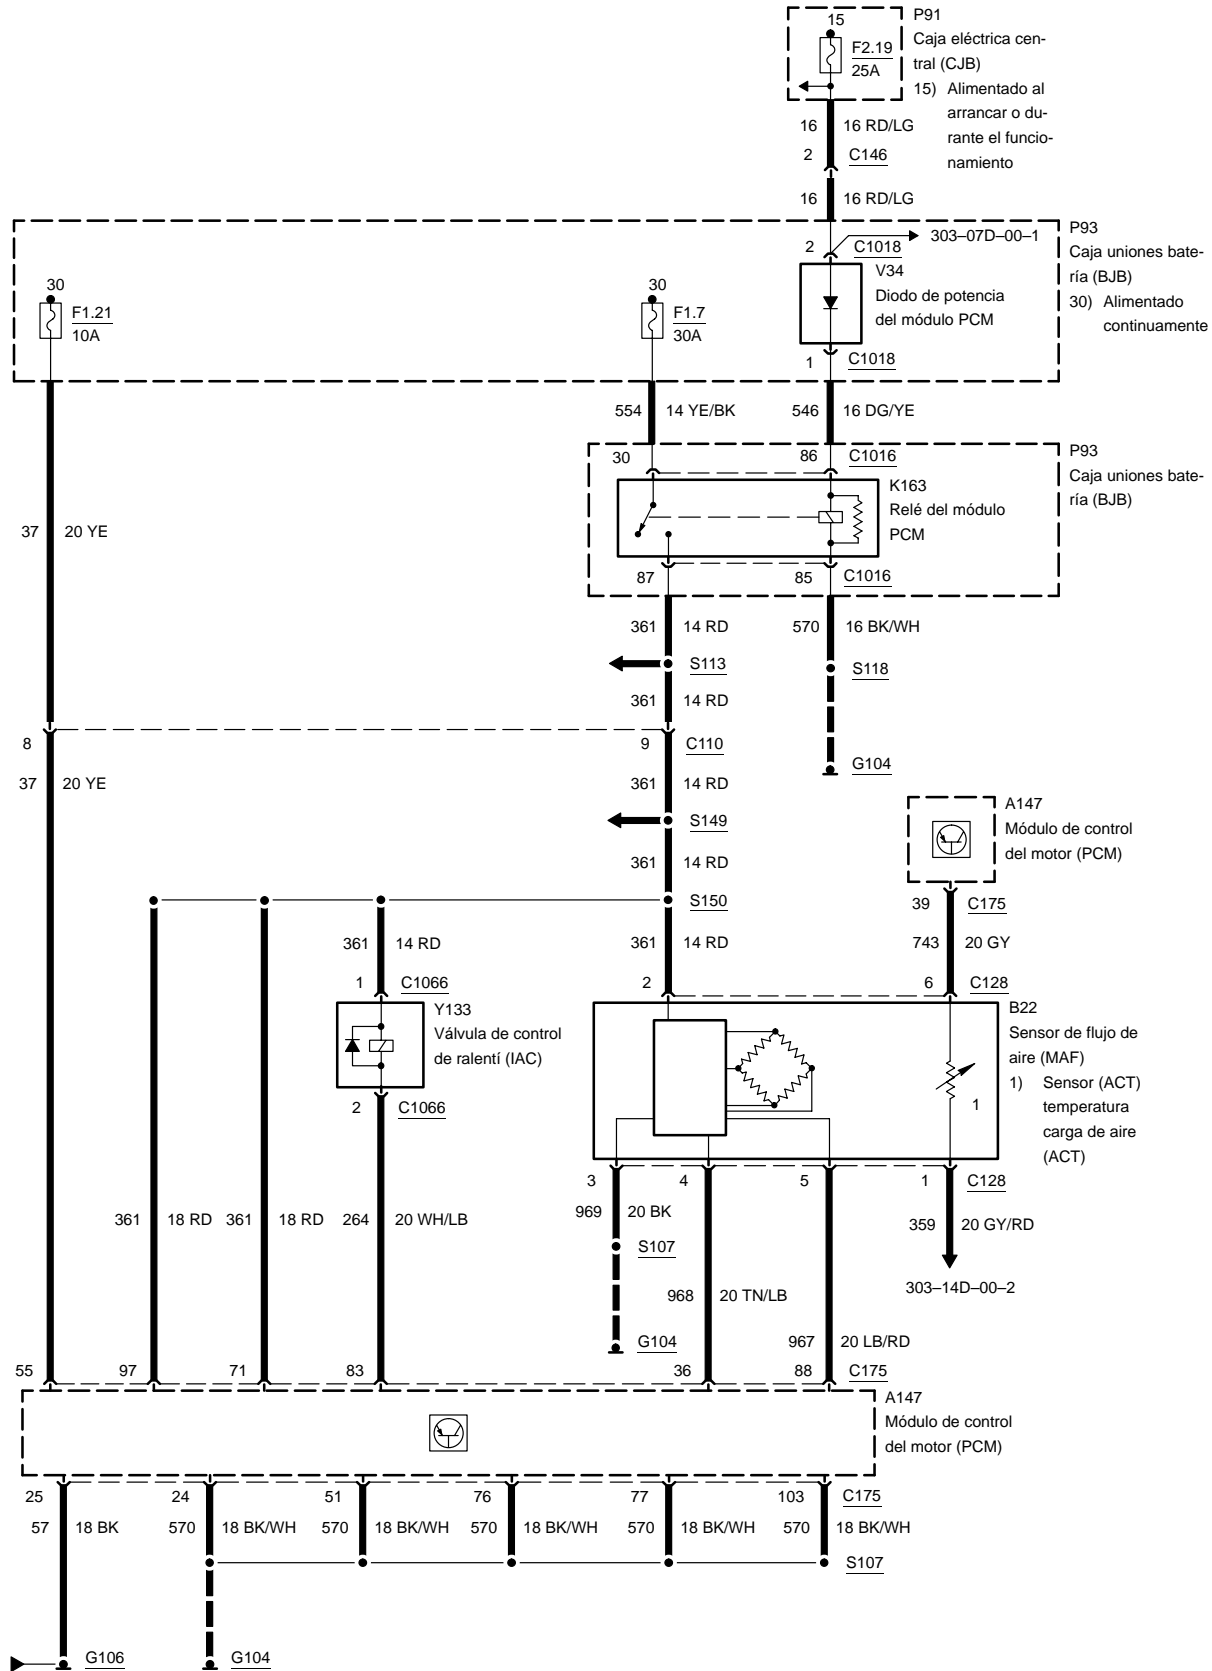 15
P91
F2.19
25A
Caja eléctrica cen-
tral (CJB)
15) Alimentado al
arrancar o du-
rante el funcio-
namiento
16 16 RD/LG
2 C146
16 16 RD/LG
2 C1018 303–07D–00–1
P93
Caja uniones bate-
ría (BJB)
30) Alimentado
continuamente
30
F1.21
10A
30
F1.7
30A
V34
Diodo de potencia
del módulo PCM
1 C1018
554 14 YE/BK 546 16 DG/YE
30 86 C1016
P93
Caja uniones bate-
ría (BJB)
K163
Relé del módulo
PCM
37 20 YE
87 85 C1016
361 14 RD 570 16 BK/WH
S113 S118
361 14 RD
8 9 C110
G104
37 20 YE 361 14 RD
A147
Módulo de control
del motor (PCM)
S149
361 14 RD
S150
39 C175
361 14 RD 361 14 RD 743 20 GY
1 C1066 2 6 C128
Y133
Válvula de control
de ralentí (IAC)
B22
Sensor de flujo de
aire (MAF)
1) Sensor (ACT)
temperatura
carga de aire
(ACT)
1
2 C1066
3 4 5 1 C128
969 20 BK
361 18 RD 361 18 RD 264 20 WH/LB
359 20 GY/RD
S107
303–14D–00–2
968 20 TN/LB
G104
967 20 LB/RD
55 97 71 83 36 88 C175
A147
Módulo de control
del motor (PCM)
25 24 51 76 77 103 C175
57 18 BK 570 18 BK/WH 570 18 BK/WH 570 18 BK/WH 570 18 BK/WH 570 18 BK/WH
S107
G106 G104